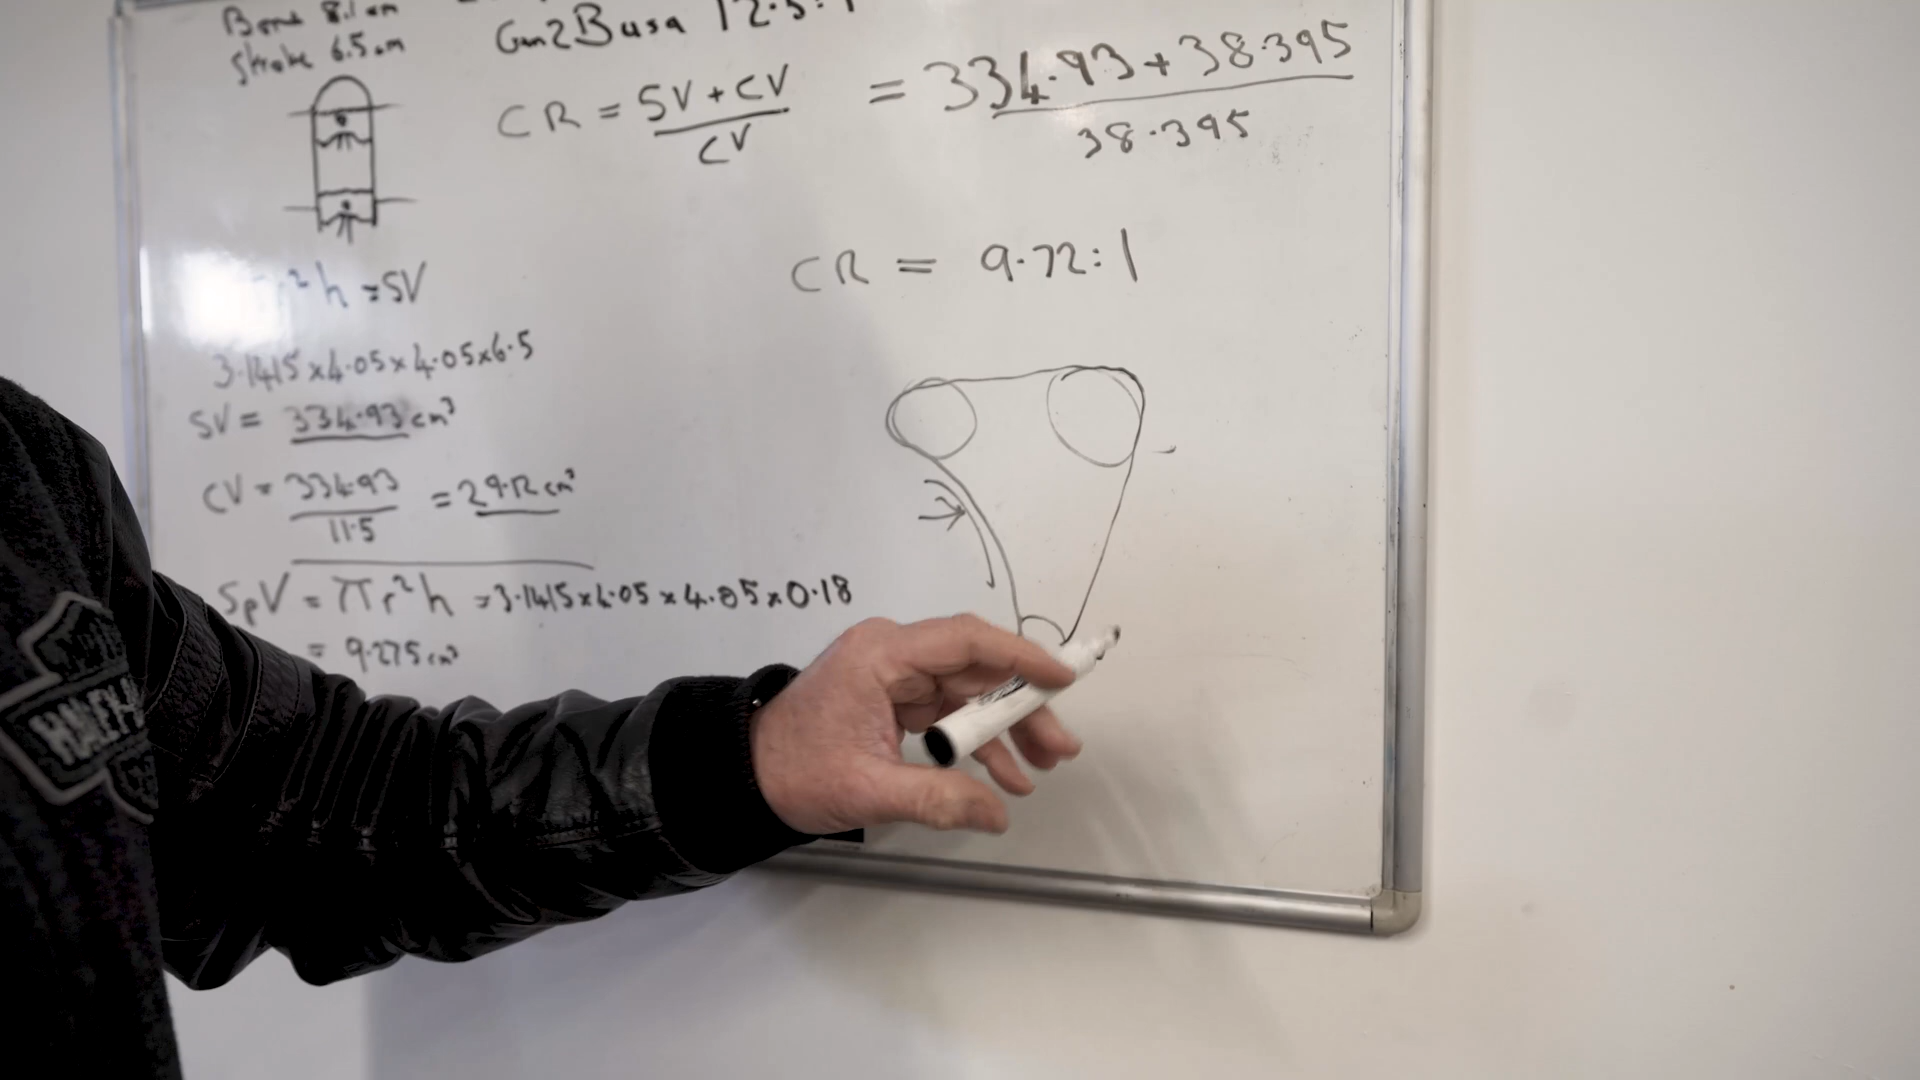 Bore 8.1cm
Stroke 6.5cm
Gen2Busa 12.5:1
CR = SV + CV / CV = 334.93 + 38.395 / 38.395
CR = 9.72:1
r²h = SV
3.1415 x 4.05 x 4.05 x 6.5
SV = 334.93 cm³
CV = 334.93 / 11.5 = 29.12 cm³
SpV = πr²h = 3.1415 x 4.05 x 4.05 x 0.18
= 9.275 cm³
HARLEY-